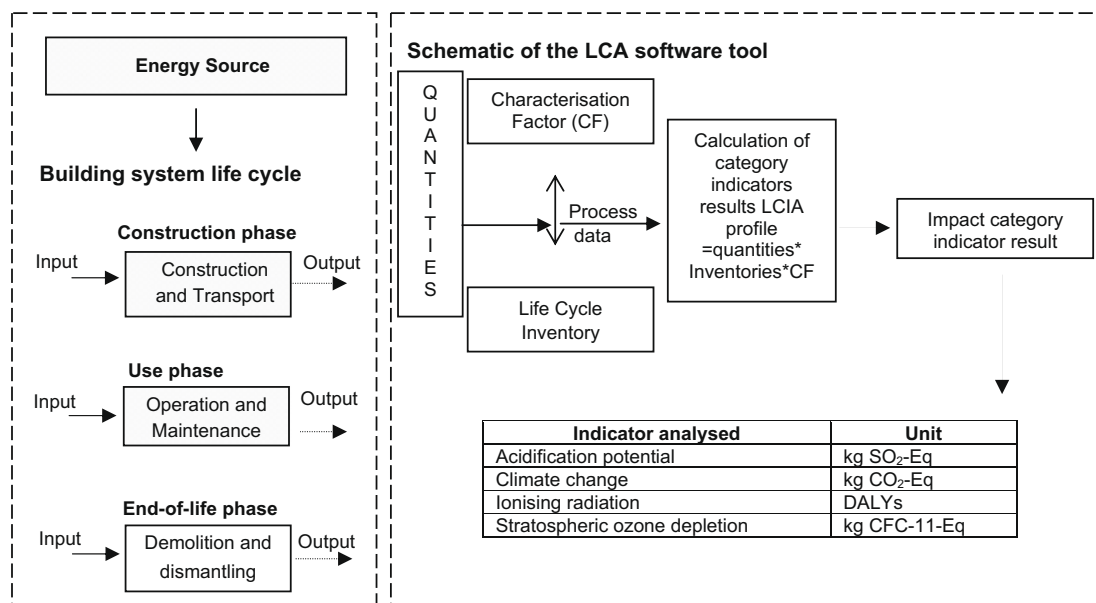 Energy Source
Building system life cycle
Construction phase
Input
Construction
and Transport
Output
Use phase
Input
Operation and
Maintenance
Output
End-of-life phase
Input
Demolition and
dismantling
Output
Schematic of the LCA software tool
QUANTITIES
Characterisation
Factor (CF)
Process
data
Life Cycle
Inventory
Calculation of
category
indicators
results LCIA
profile
=quantities*
Inventories*CF
Impact category
indicator result
Indicator analysed Unit
Acidification potential kg SO₂-Eq
Climate change kg CO₂-Eq
Ionising radiation DALYs
Stratospheric ozone depletion kg CFC-11-Eq